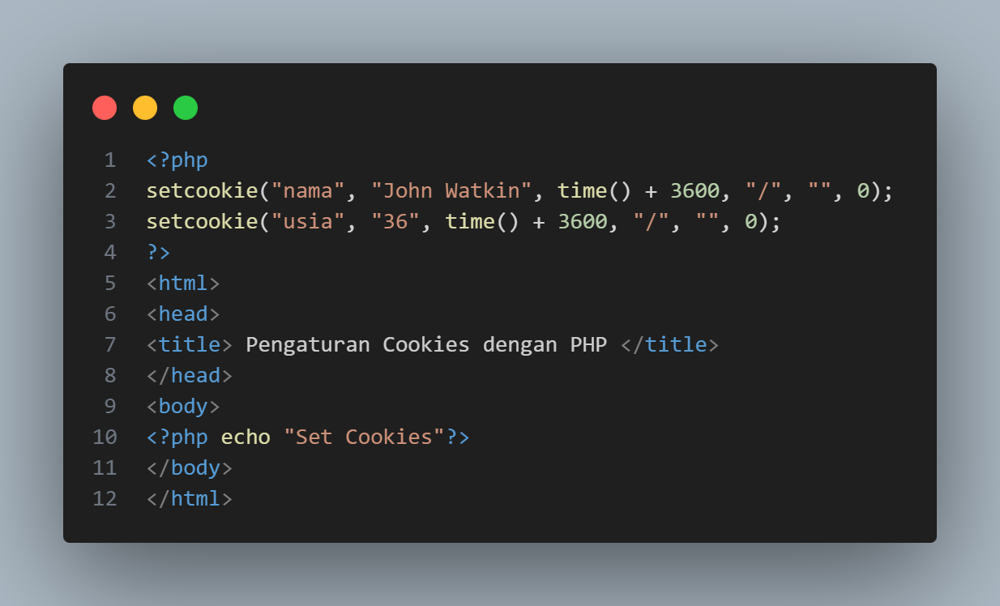 1 <?php
2 setcookie("nama", "John Watkin", time() + 3600, "/", "", 0);
3 setcookie("usia", "36", time() + 3600, "/", "", 0);
4 ?>
5 <html>
6 <head>
7 <title> Pengaturan Cookies dengan PHP </title>
8 </head>
9 <body>
10 <?php echo "Set Cookies"?>
11 </body>
12 </html>